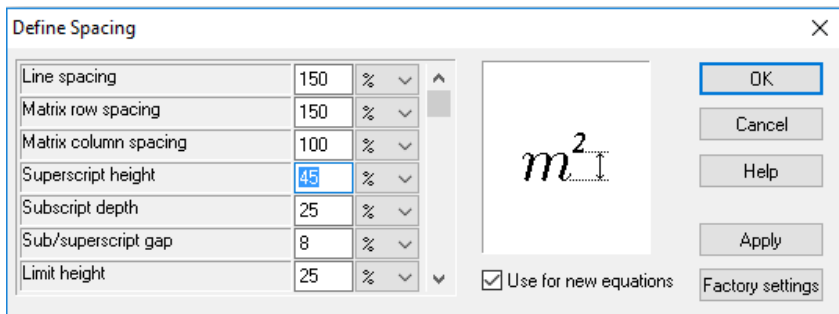 Define Spacing
Line spacing 150 %
Matrix row spacing 150 %
Matrix column spacing 100 %
Superscript height 45 %
Subscript depth 25 %
Sub/superscript gap 8 %
Limit height 25 %
m²
Use for new equations
OK
Cancel
Help
Apply
Factory settings